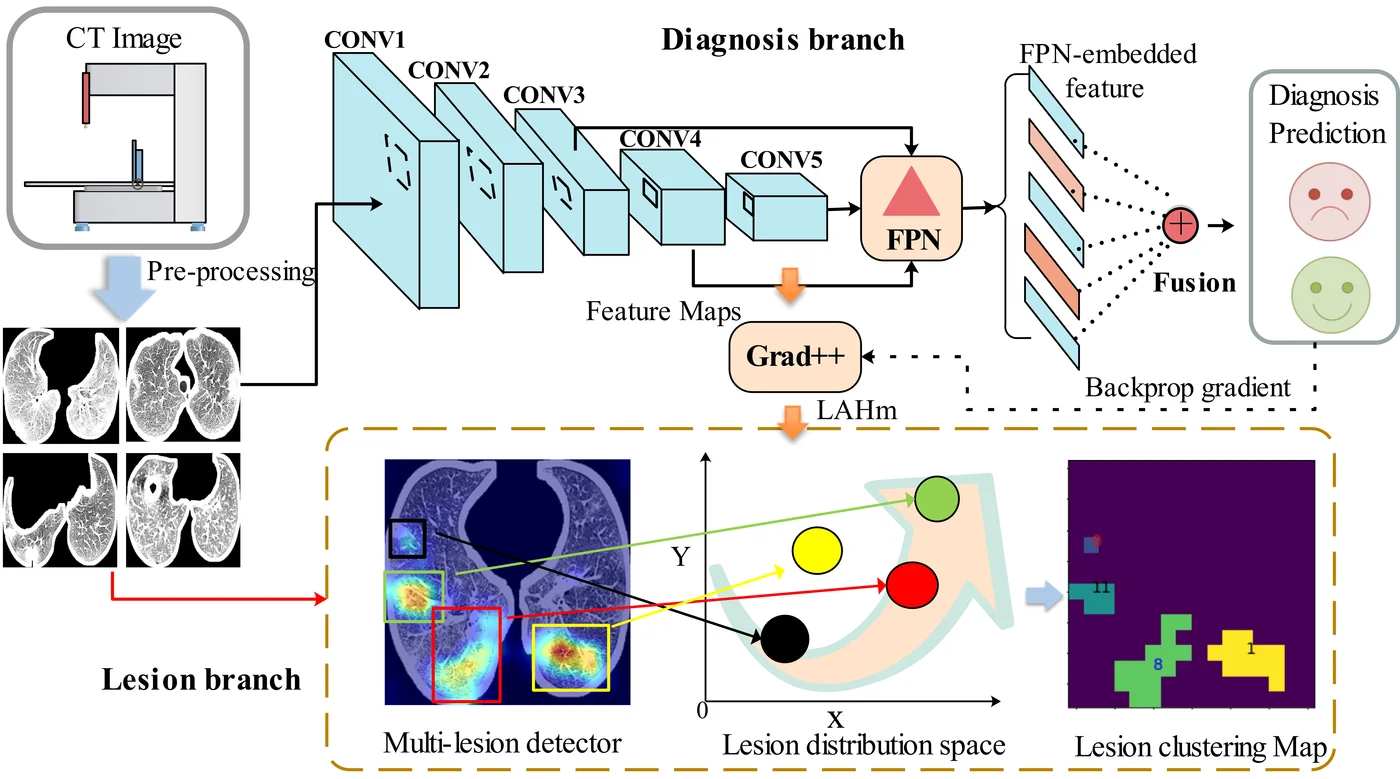 CT Image
CONV1
CONV2
CONV3
CONV4
CONV5
Diagnosis branch
FPN-embedded
feature
Diagnosis
Prediction
FPN
Fusion
Pre-processing
Feature Maps
Grad++
Backprop gradient
LAHm
Lesion branch
Y
0
X
11
8
1
Multi-lesion detector
Lesion distribution space
Lesion clustering Map